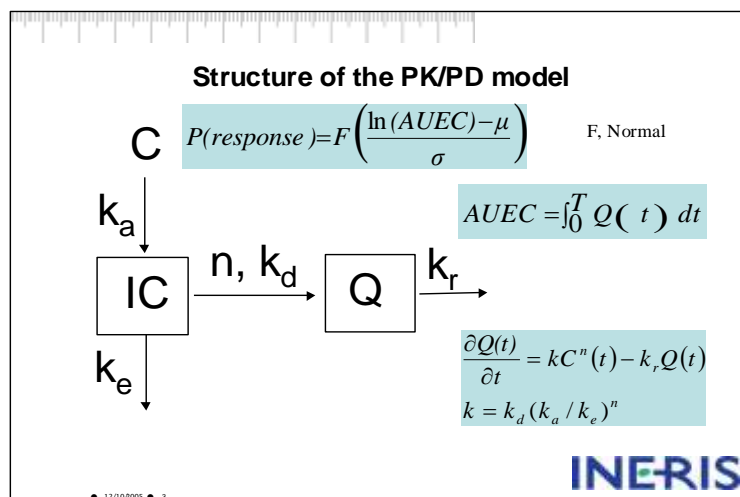 Structure of the PK/PD model
C
P(response)=F((ln(AUEC)−μ)/σ)
F, Normal
k_a
AUEC=∫_0^T Q( t) dt
IC
n, k_d
Q
k_r
k_e
∂Q(t)/∂t = kC^n(t) − k_r Q(t)
k = k_d (k_a / k_e)^n
INERIS